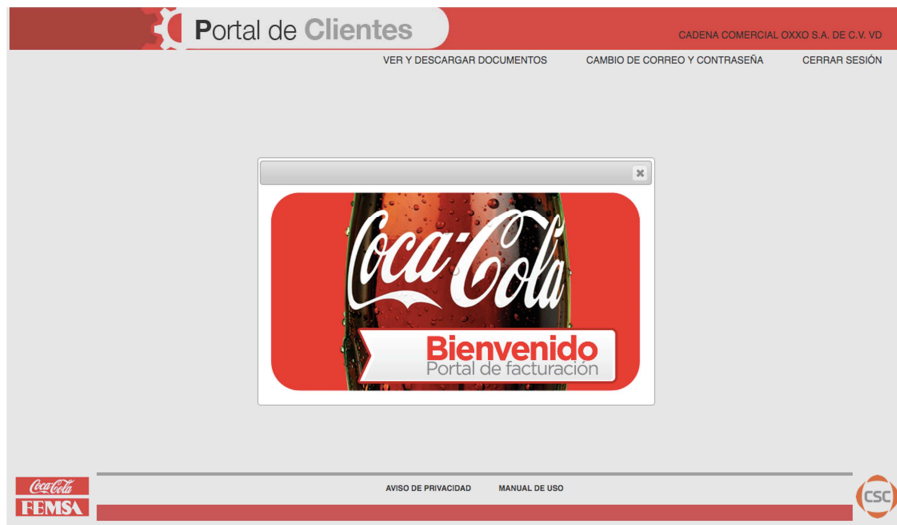 Portal de Clientes
CADENA COMERCIAL OXXO S.A. DE C.V. VD
VER Y DESCARGAR DOCUMENTOS CAMBIO DE CORREO Y CONTRASEÑA CERRAR SESIÓN
Coca-Cola
Bienvenido
Portal de facturación
Coca-Cola
FEMSA
AVISO DE PRIVACIDAD MANUAL DE USO
CSC